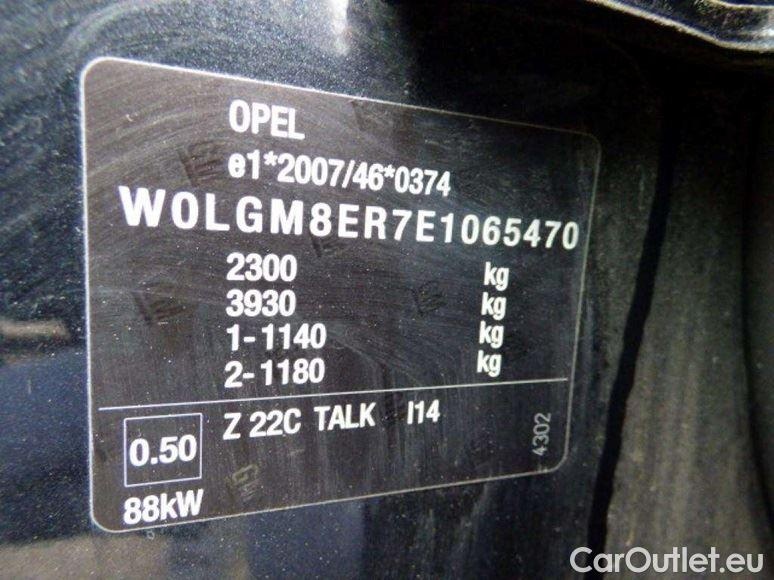 OPEL
e1*2007/46*0374
W0LGM8ER7E1065470
2300 kg
3930 kg
1-1140 kg
2-1180 kg
0.50 Z 22C TALK I14
88kW
4302
CarOutlet.eu